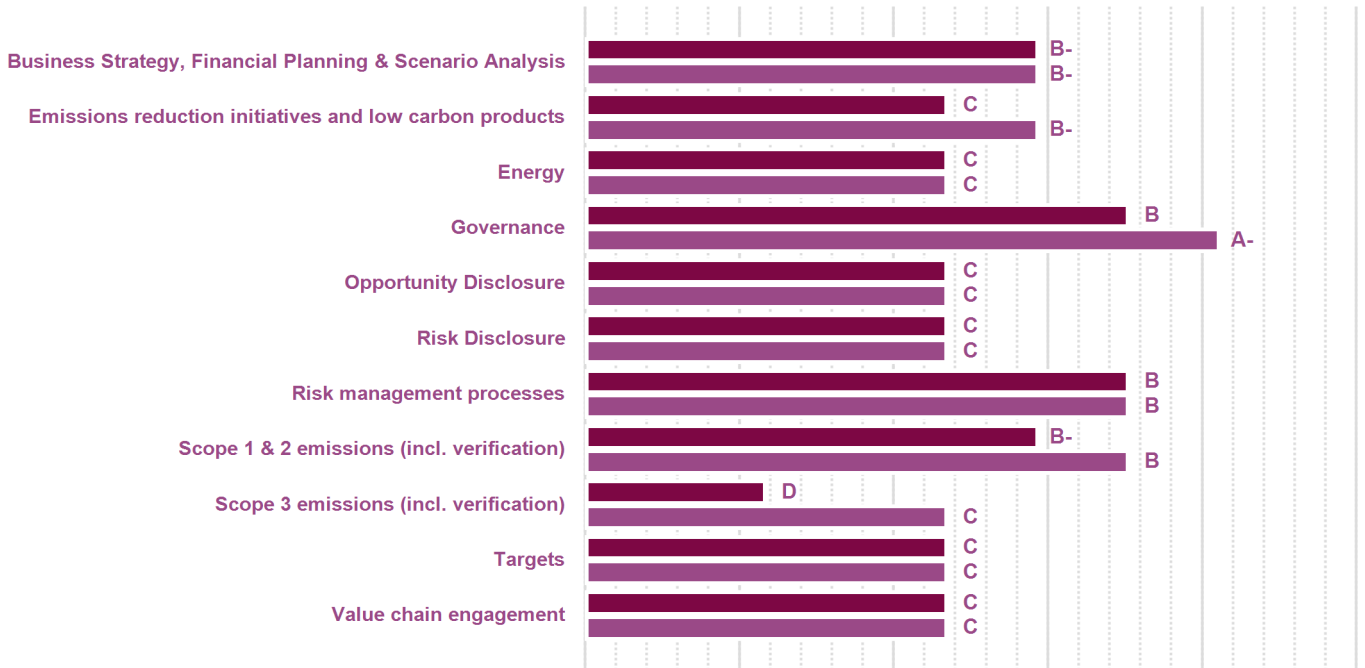 Business Strategy, Financial Planning & Scenario Analysis
B-
B-
Emissions reduction initiatives and low carbon products
C
B-
Energy
C
C
Governance
B
A-
Opportunity Disclosure
C
C
Risk Disclosure
C
C
Risk management processes
B
B
Scope 1 & 2 emissions (incl. verification)
B-
B
Scope 3 emissions (incl. verification)
D
C
Targets
C
C
Value chain engagement
C
C